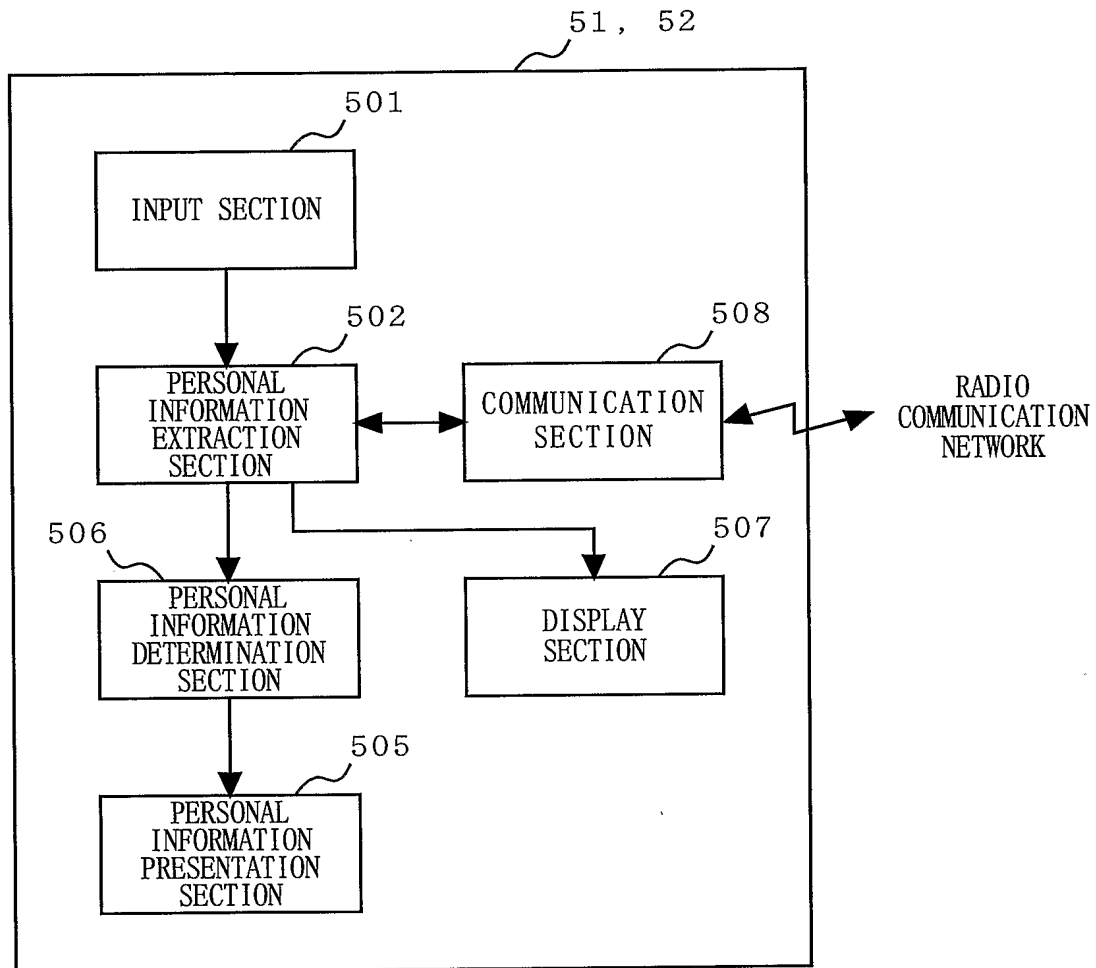 51, 52
501
INPUT SECTION
502
508
PERSONAL
INFORMATION
EXTRACTION
SECTION
COMMUNICATION
SECTION
RADIO
COMMUNICATION
NETWORK
506
507
PERSONAL
INFORMATION
DETERMINATION
SECTION
DISPLAY
SECTION
505
PERSONAL
INFORMATION
PRESENTATION
SECTION